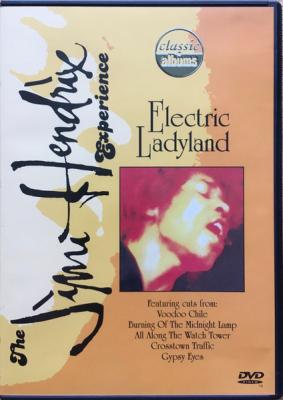 classic
albums
The Jimi Hendrix Experience
Electric
Ladyland
Featuring cuts from:
Voodoo Chile
Burning Of The Midnight Lamp
All Along The Watch Tower
Crosstown Traffic
Gypsy Eyes
DVD
VIDEO